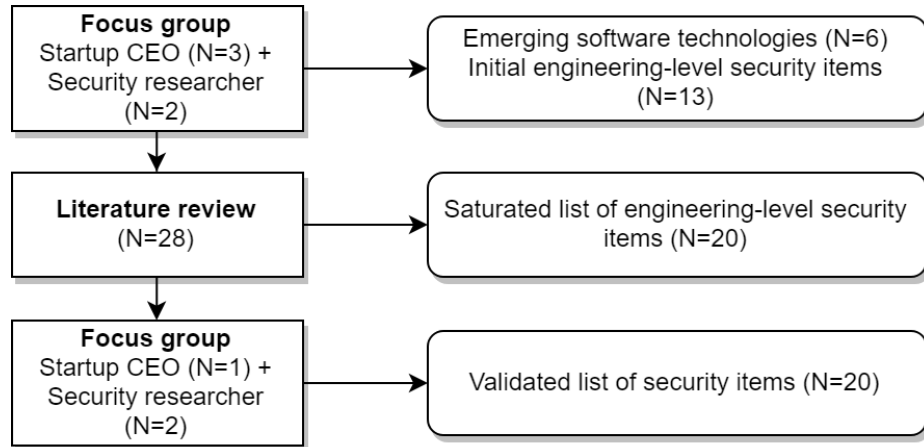 Focus group
Startup CEO (N=3) +
Security researcher
(N=2)
Emerging software technologies (N=6)
Initial engineering-level security items
(N=13)
Literature review
(N=28)
Saturated list of engineering-level security
items (N=20)
Focus group
Startup CEO (N=1) +
Security researcher
(N=2)
Validated list of security items (N=20)